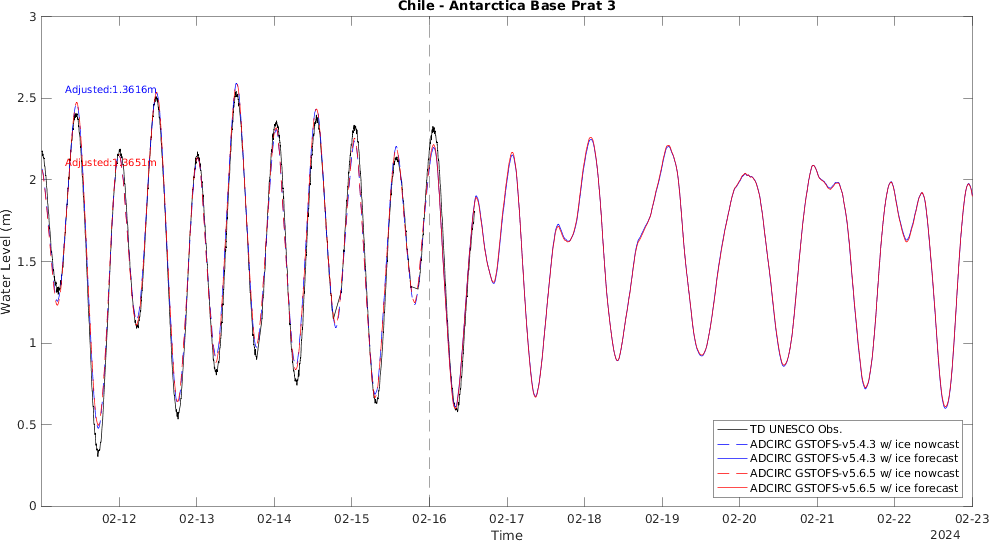 Chile - Antarctica Base Prat 3
Water Level (m)
3
2.5
2
1.5
1
0.5
0
Adjusted:1.3616m
Adjusted:1.3651m
TD UNESCO Obs.
ADCIRC GSTOFS-v5.4.3 w/ ice nowcast
ADCIRC GSTOFS-v5.4.3 w/ ice forecast
ADCIRC GSTOFS-v5.6.5 w/ ice nowcast
ADCIRC GSTOFS-v5.6.5 w/ ice forecast
02-12 02-13 02-14 02-15 02-16 02-17 02-18 02-19 02-20 02-21 02-22 02-23
Time
2024